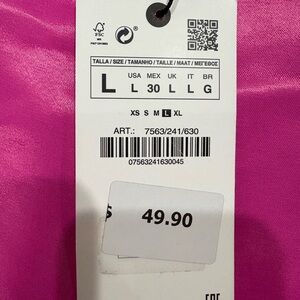 FSC
TALLA / SIZE / TAMANHO / TAILLE / MAAT / ΜΕΓΕΘΟΣ
L
USA MEX UK IT BR
L 30 L L G
XS S M L XL
ART.: 7563/241/630
07563241630045
$ 49.90